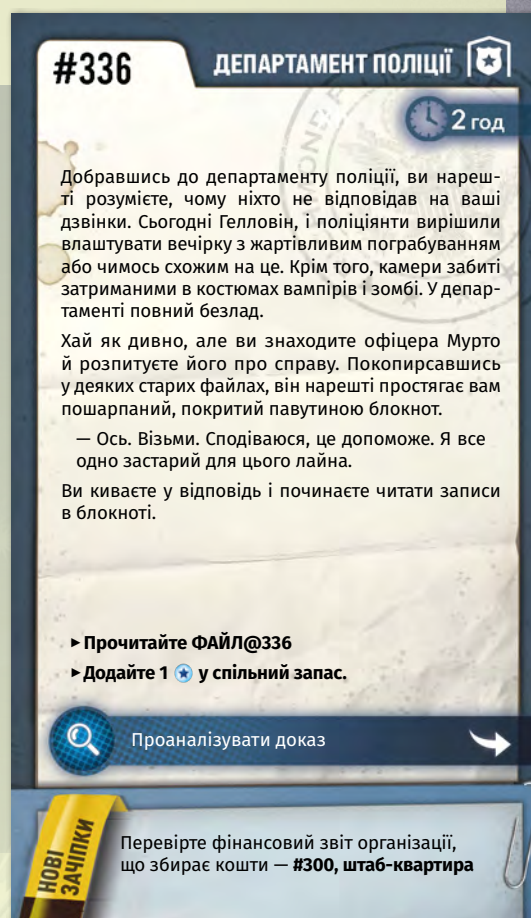 #336
ДЕПАРТАМЕНТ ПОЛІЦІЇ
2 год
Добравшись до департаменту поліції, ви нареш-
ті розумієте, чому ніхто не відповідав на ваші
дзвінки. Сьогодні Гелловін, і поліціянти вирішили
влаштувати вечірку з жартівливим пограбуванням
або чимось схожим на це. Крім того, камери забиті
затриманими в костюмах вампірів і зомбі. У депар-
таменті повний безлад.
Хай як дивно, але ви знаходите офіцера Мурто
й розпитуєте його про справу. Покопирсавшись
у деяких старих файлах, він нарешті простягає вам
пошарпаний, покритий павутиною блокнот.
— Ось. Візьми. Сподіваюся, це допоможе. Я все
одно застарий для цього лайна.
Ви киваєте у відповідь і починаєте читати записи
в блокноті.
▸ Прочитайте ФАЙЛ@336
▸ Додайте 1 ★ у спільний запас.
Проаналізувати доказ
НОВІ
ЗАЧІПКИ
Перевірте фінансовий звіт організації,
що збирає кошти — #300, штаб-квартира